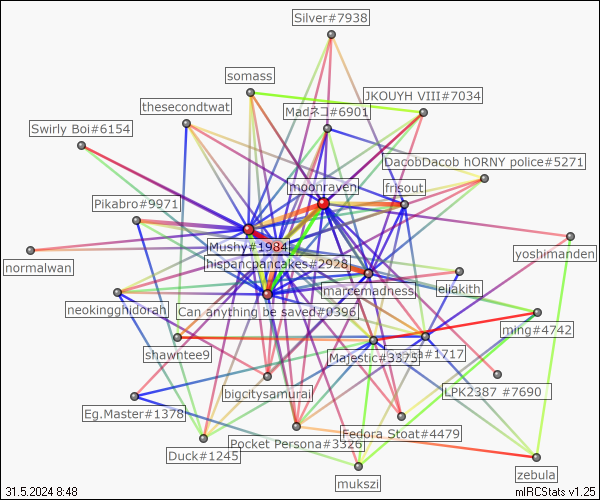 Silver#7938
somass
JKOUYH VIII#7034
thesecondtwat
Madネコ#6901
Swirly Boi#6154
DacobDacob hORNY police#5271
moonraven
frisout
Pikabro#9971
Mushy#1984
yoshimanden
normalwan
hispanicpancakes#2928
marcemadness
eliakith
neokingghidorah
Can anything be saved#0396
ming#4742
shawntee9
Majestic#3375
#1717
LPK2387 #7690
bigcitysamurai
Eg.Master#1378
Pocket Persona#3326
Fedora Stoat#4479
Duck#1245
zebula
mukszi
31.5.2024 8:48
mIRCStats v1.25